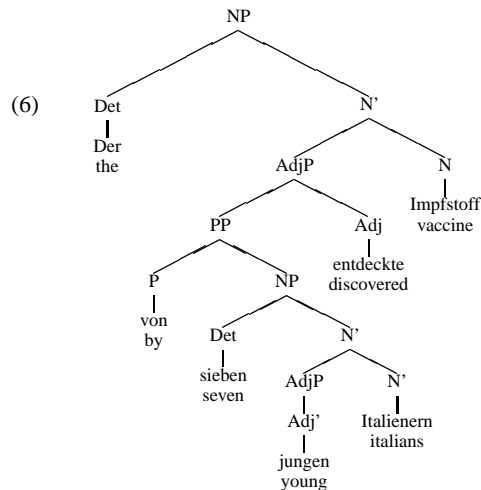 NP
(6) Det N’
Der
the
AdjP N
Impfstoff
vaccine
PP Adj
entdeckte
discovered
P NP
von
by
Det N’
sieben
seven
AdjP N’
Adj’ Italienern
italians
jungen
young